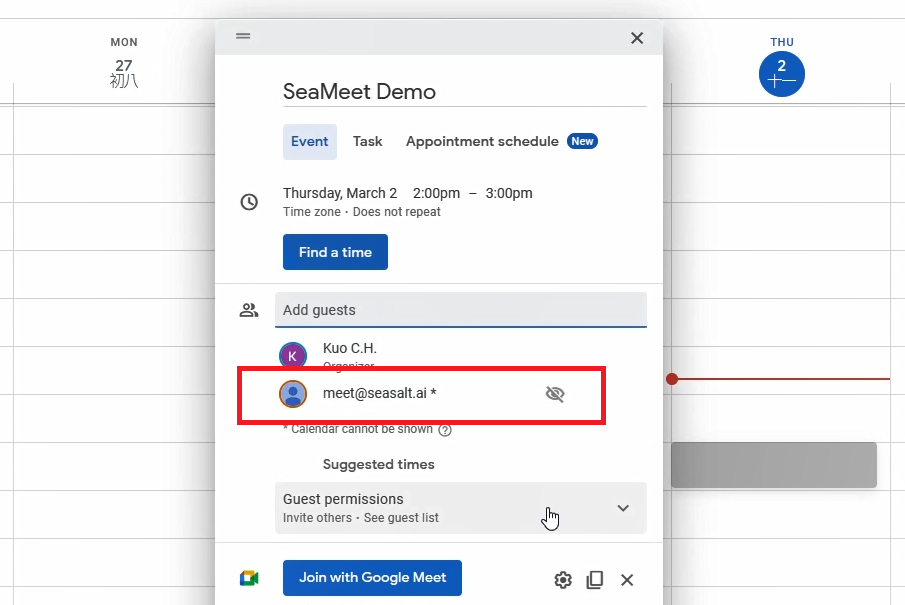 MON
27
初八
THU
2
十一
SeaMeet Demo
Event Task Appointment schedule New
Thursday, March 2 2:00pm – 3:00pm
Time zone · Does not repeat
Find a time
Add guests
K Kuo C.H.
Organizer
meet@seasalt.ai *
* Calendar cannot be shown ?
Suggested times
Guest permissions
Invite others · See guest list
Join with Google Meet